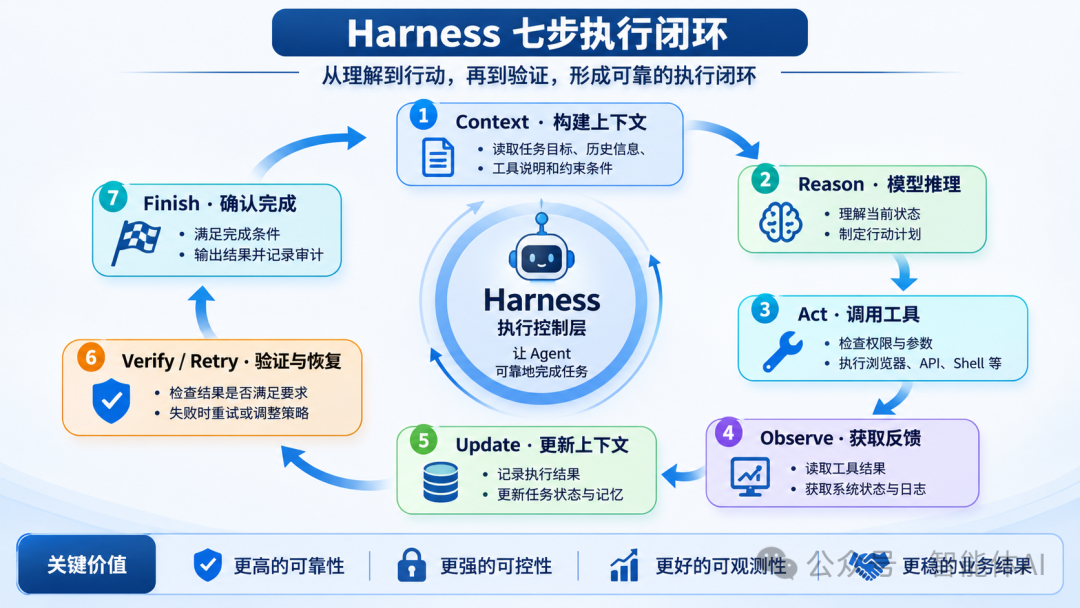 Harness 七步执行闭环
从理解到行动，再到验证，形成可靠的执行闭环
1
Context · 构建上下文
• 读取任务目标、历史信息、
• 工具说明和约束条件
2
Reason · 模型推理
• 理解当前状态
• 制定行动计划
3
Act · 调用工具
• 检查权限与参数
• 执行浏览器、API、Shell 等
4
Observe · 获取反馈
• 读取工具结果
• 获取系统状态与日志
5
Update · 更新上下文
• 记录执行结果
• 更新任务状态与记忆
6
Verify / Retry · 验证与恢复
• 检查结果是否满足要求
• 失败时重试或调整策略
7
Finish · 确认完成
• 满足完成条件
• 输出结果并记录审计
Harness
执行控制层
让 Agent
可靠地完成任务
关键价值
更高的可靠性
更强的可控性
更好的可观测性
更稳的业务结果
公众号 · 智能体AI